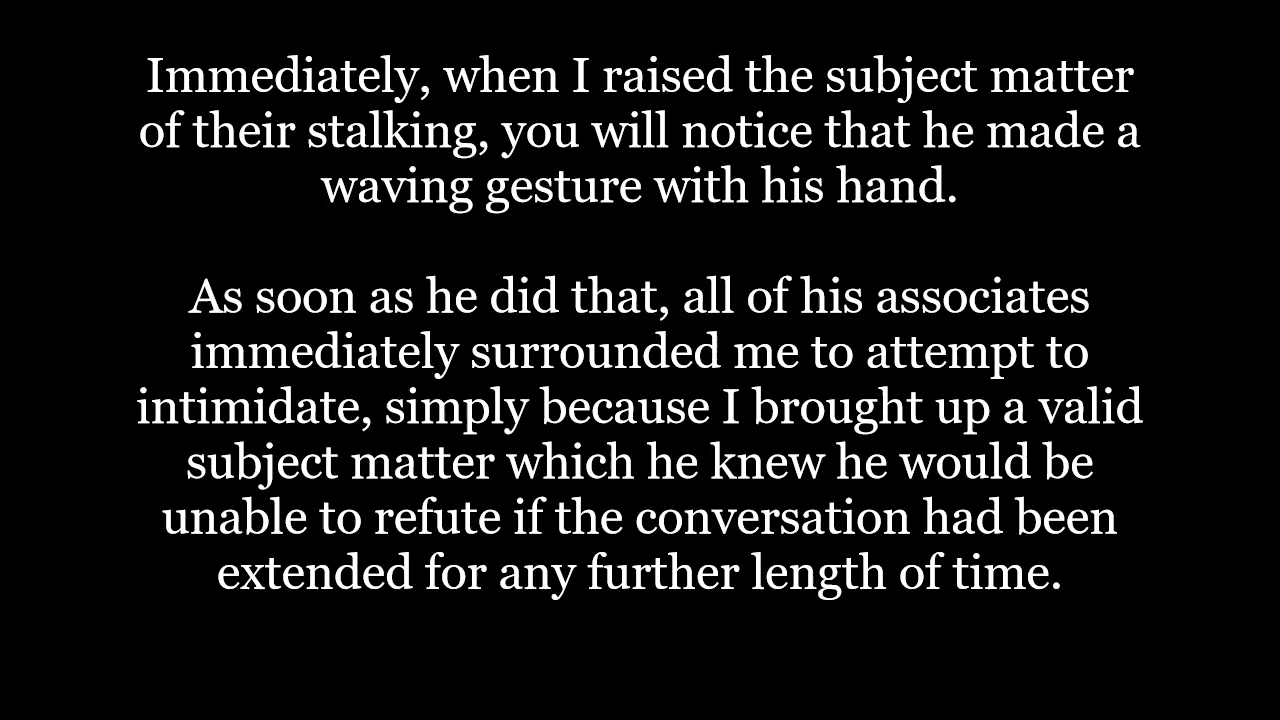 Immediately, when I raised the subject matter
of their stalking, you will notice that he made a
waving gesture with his hand.
As soon as he did that, all of his associates
immediately surrounded me to attempt to
intimidate, simply because I brought up a valid
subject matter which he knew he would be
unable to refute if the conversation had been
extended for any further length of time.